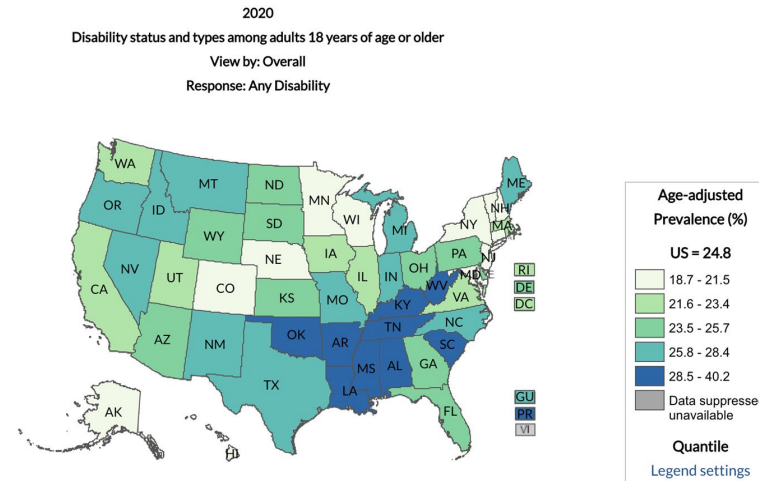 2020
Disability status and types among adults 18 years of age or older
View by: Overall
Response: Any Disability
WA
MT
ND
MN
ME
OR
ID
SD
WI
MI
NY
NH
MA
WY
NE
IA
PA
NJ
NV
UT
CO
IL
IN
OH
MD
RI
DE
DC
CA
KS
MO
KY
WV
VA
AZ
NM
OK
AR
TN
NC
SC
TX
LA
MS
AL
GA
FL
AK
HI
GU
PR
VI
Age-adjusted
Prevalence (%)
US = 24.8
18.7 - 21.5
21.6 - 23.4
23.5 - 25.7
25.8 - 28.4
28.5 - 40.2
Data suppresse
unavailable
Quantile
Legend settings